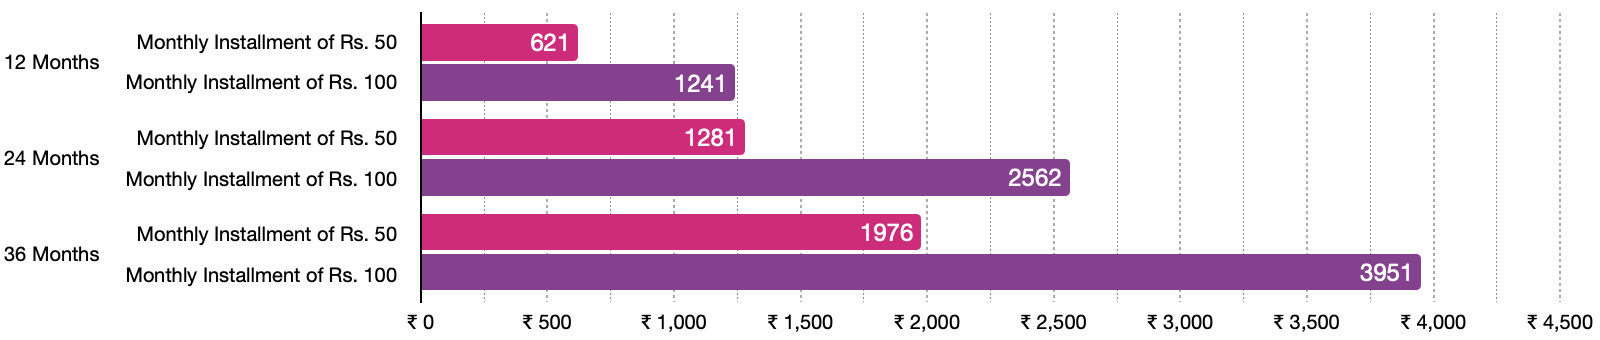 12 Months
Monthly Installment of Rs. 50
621
Monthly Installment of Rs. 100
1241
24 Months
Monthly Installment of Rs. 50
1281
Monthly Installment of Rs. 100
2562
36 Months
Monthly Installment of Rs. 50
1976
Monthly Installment of Rs. 100
3951
₹ 0 ₹ 500 ₹ 1,000 ₹ 1,500 ₹ 2,000 ₹ 2,500 ₹ 3,000 ₹ 3,500 ₹ 4,000 ₹ 4,500